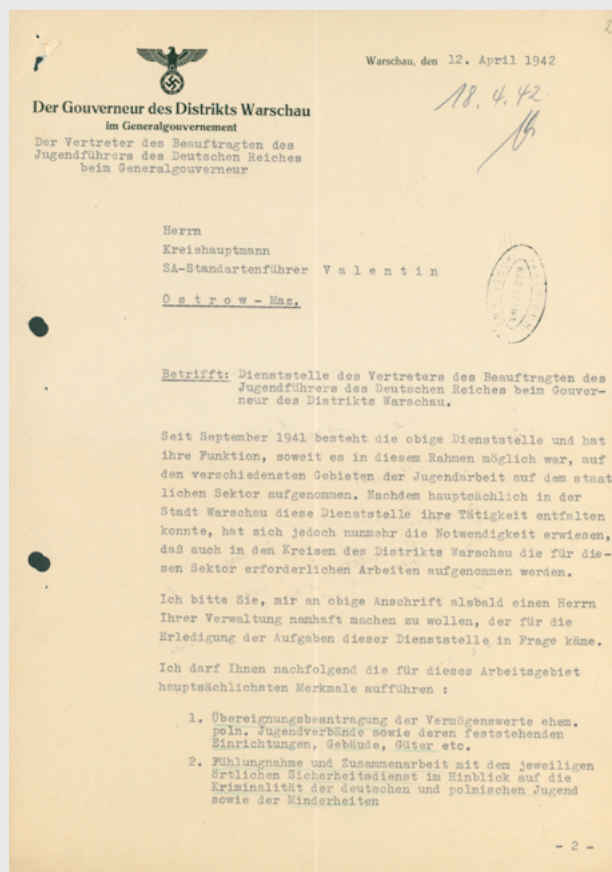 Warschau, den 12. April 1942
18. 4. 42
Der Gouverneur des Distrikts Warschau
im Generalgouvernement
Der Vertreter des Beauftragten des
Jugendführers des Deutschen Reiches
beim Generalgouverneur
Herrn
Kreishauptmann
SA-Standartenführer V a l e n t i n
O s t r o w - Maz.
Betrifft: Dienststelle des Vertreters des Beauftragten des
Jugendführers des Deutschen Reiches beim Gouver-
neur des Distrikts Warschau.
Seit September 1941 besteht die obige Dienststelle und hat
ihre Funktion, soweit es in diesem Rahmen möglich war, auf
den verschiedensten Gebieten der Jugendarbeit auf dem staat
lichen Sektor aufgenommen. Nachdem hauptsächlich in der
Stadt Warschau diese Dienststelle ihre Tätigkeit entfalten
konnte, hat sich jedoch nunmehr die Notwendigkeit erwiesen,
daß auch in den Kreisen des Distrikts Warschau die für die-
sen Sektor erforderlichen Arbeiten aufgenommen werden.
Ich bitte Sie, mir an obige Anschrift alsbald einen Herrn
Ihrer Verwaltung namhaft machen zu wollen, der für die
Erledigung der Aufgaben dieser Dienststelle in Frage käme.
Ich darf Ihnen nachfolgend die für dieses Arbeitsgebiet
hauptsächlichsten Merkmale aufführen :
1. Übereignungsbeantragung der Vermögenswerte ehem.
poln. Jugendverbände sowie deren feststehenden
Einrichtungen, Gebäude, Güter etc.
2. Fühlungnahme und Zusammenarbeit mit dem jeweiligen
örtlichen Sicherheitsdienst im Hinblick auf die
Kriminalität der deutschen und polnischen Jugend
sowie der Minderheiten
- 2 -